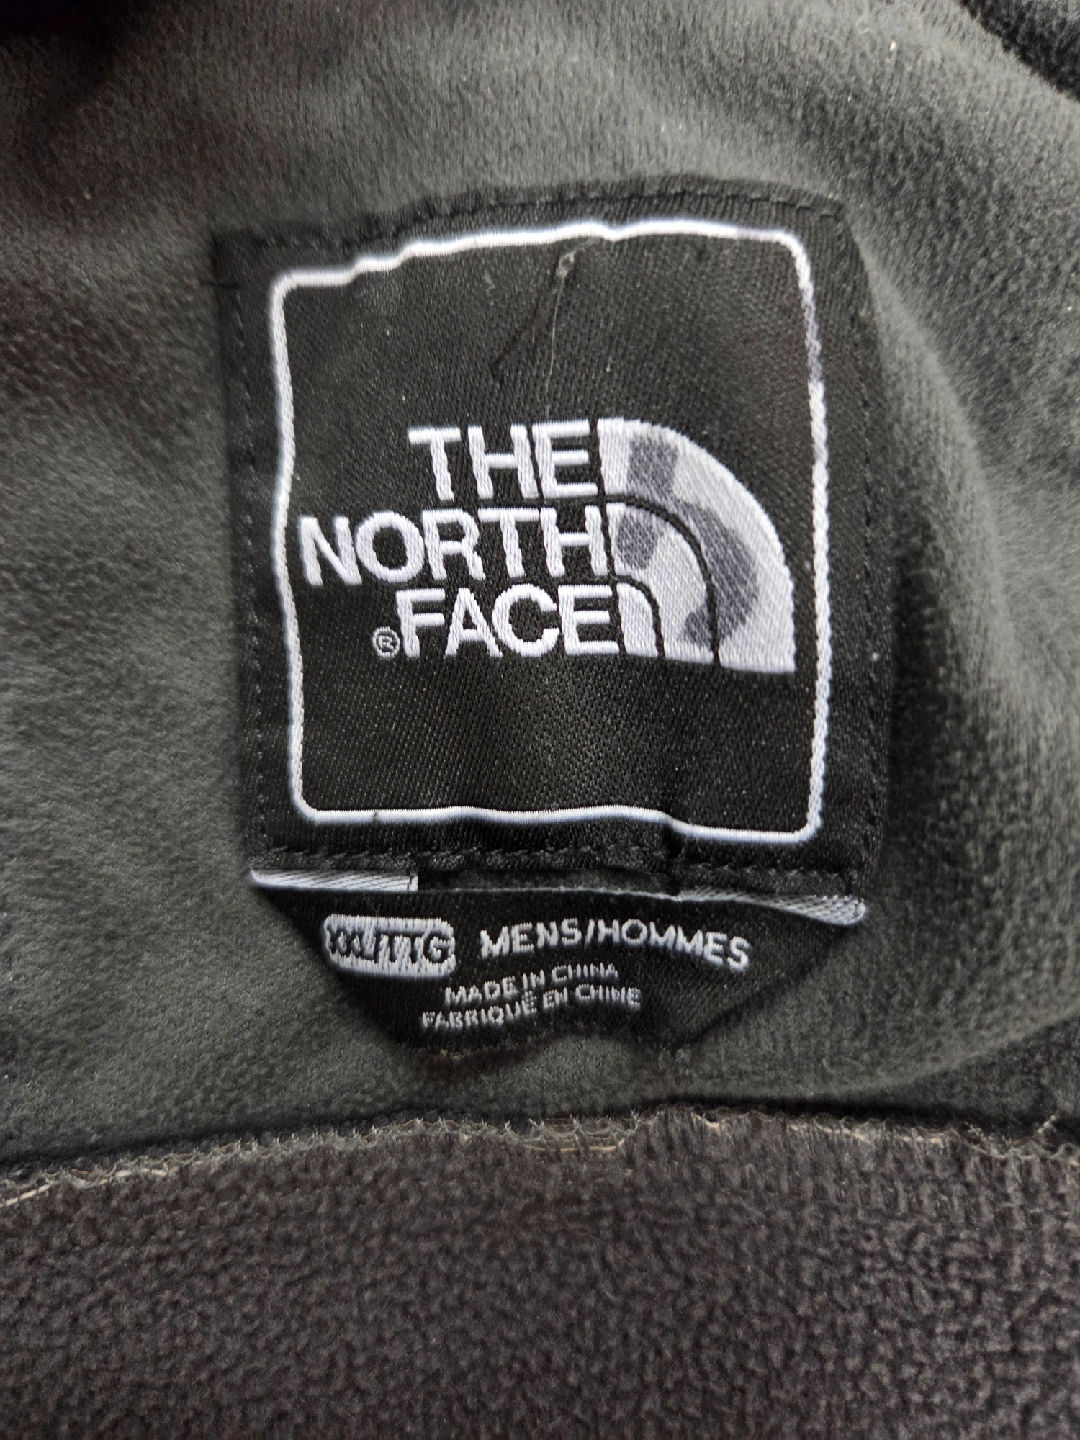 THE
NORTH
® FACE
XXL/TTG MENS/HOMMES
MADE IN CHINA
FABRIQUÉ EN CHINE